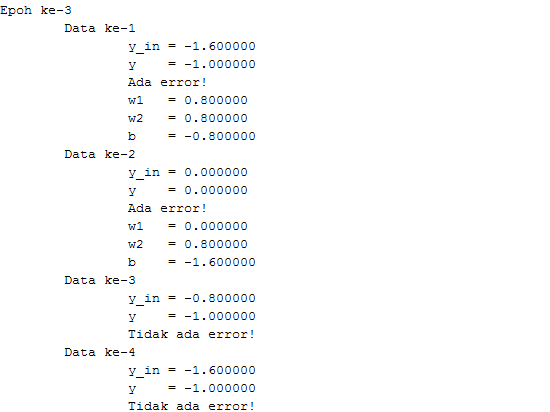 Epoh ke-3
Data ke-1
y_in = -1.600000
y    = -1.000000
Ada error!
w1   = 0.800000
w2   = 0.800000
b    = -0.800000
Data ke-2
y_in = 0.000000
y    = 0.000000
Ada error!
w1   = 0.000000
w2   = 0.800000
b    = -1.600000
Data ke-3
y_in = -0.800000
y    = -1.000000
Tidak ada error!
Data ke-4
y_in = -1.600000
y    = -1.000000
Tidak ada error!